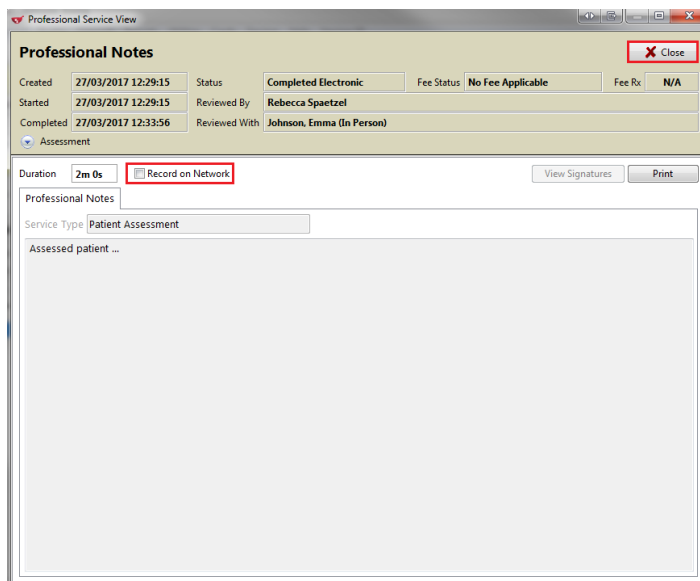 Professional Service View
Professional Notes
Close
Created 27/03/2017 12:29:15 Status Completed Electronic Fee Status No Fee Applicable Fee Rx N/A
Started 27/03/2017 12:29:15 Reviewed By Rebecca Spaetzel
Completed 27/03/2017 12:33:56 Reviewed With Johnson, Emma (In Person)
Assessment
Duration 2m 0s Record on Network View Signatures Print
Professional Notes
Service Type Patient Assessment
Assessed patient ...